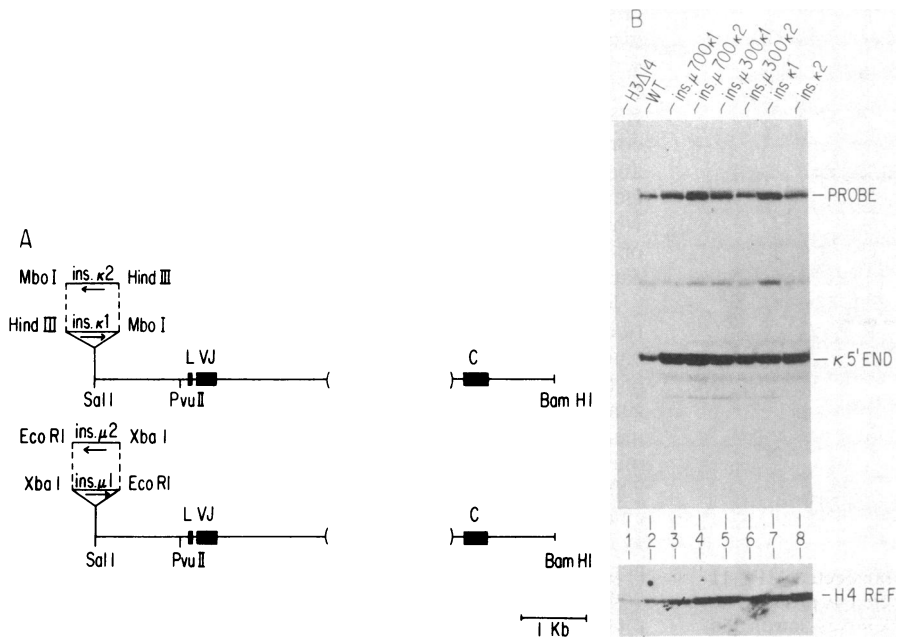 A
Mbo I ins. κ2 Hind III
Hind III ins. κ1 Mbo I
L VJ
C
Sal I
Pvu II
Bam HI
Eco RI ins. μ2 Xba I
Xba I ins. μ1 Eco RI
L VJ
C
Sal I
Pvu II
Bam HI
1 Kb
B
~H3Δ14
~WT
~ins.μ700κ1
~ins.μ700κ2
~ins.μ300κ1
~ins.μ300κ2
~ins κ1
~ins κ2
–PROBE
–κ 5' END
1 2 3 4 5 6 7 8
–H4 REF